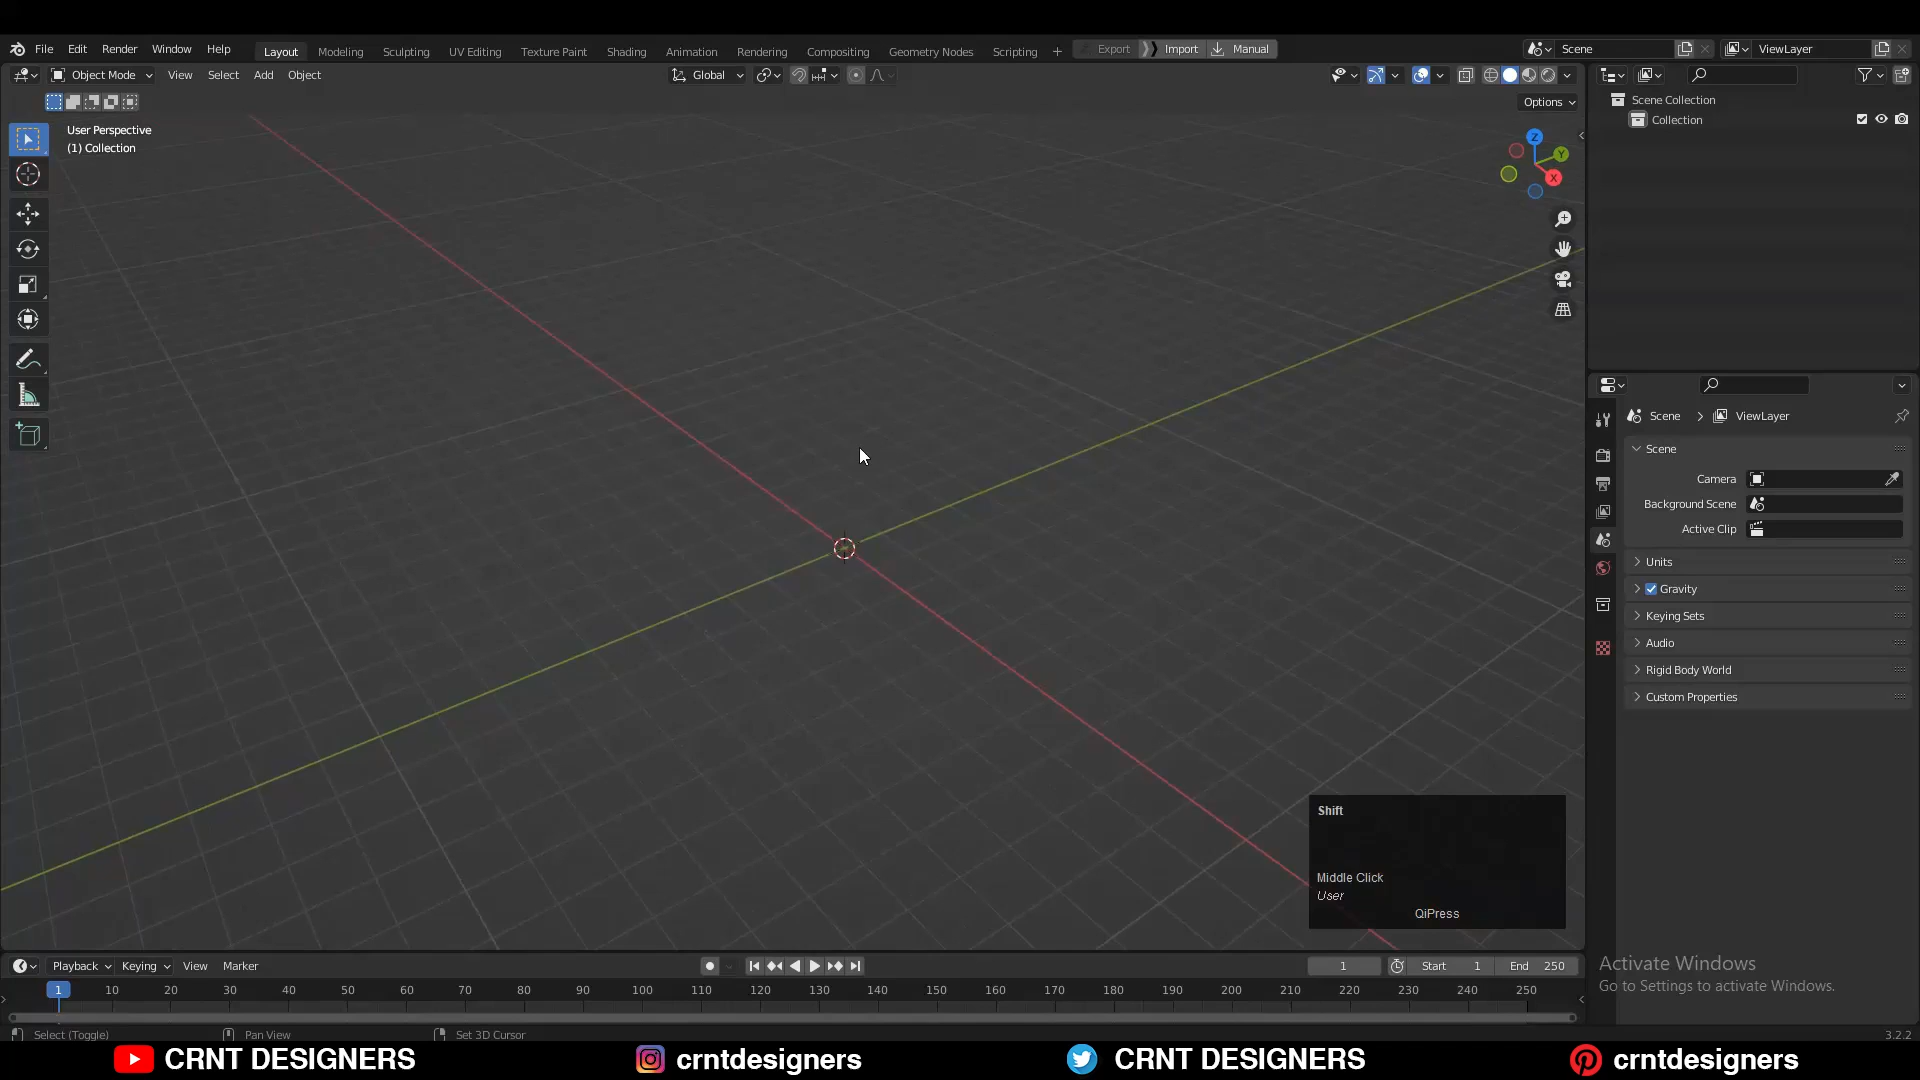 File Edit Render Window Help Layout Modeling Sculpting UV Editing Texture Paint Shading Animation Rendering Compositing Geometry Nodes Scripting + Export Import Manual Scene ViewLayer
Object Mode View Select Add Object Global
Options
User Perspective
(1) Collection
Z
Y
X
Scene Collection
Collection
Scene > ViewLayer
Scene
Camera
Background Scene
Active Clip
Units
Gravity
Keying Sets
Audio
Rigid Body World
Custom Properties
Shift
Middle Click
User
QiPress
Playback Keying View Marker 1 Start 1 End 250
1 10 20 30 40 50 60 70 80 90 100 110 120 130 140 150 160 170 180 190 200 210 220 230 240 250
Activate Windows
Go to Settings to activate Windows.
Select (Toggle) Pan View Set 3D Cursor 3.2.2
CRNT DESIGNERS crntdesigners CRNT DESIGNERS crntdesigners